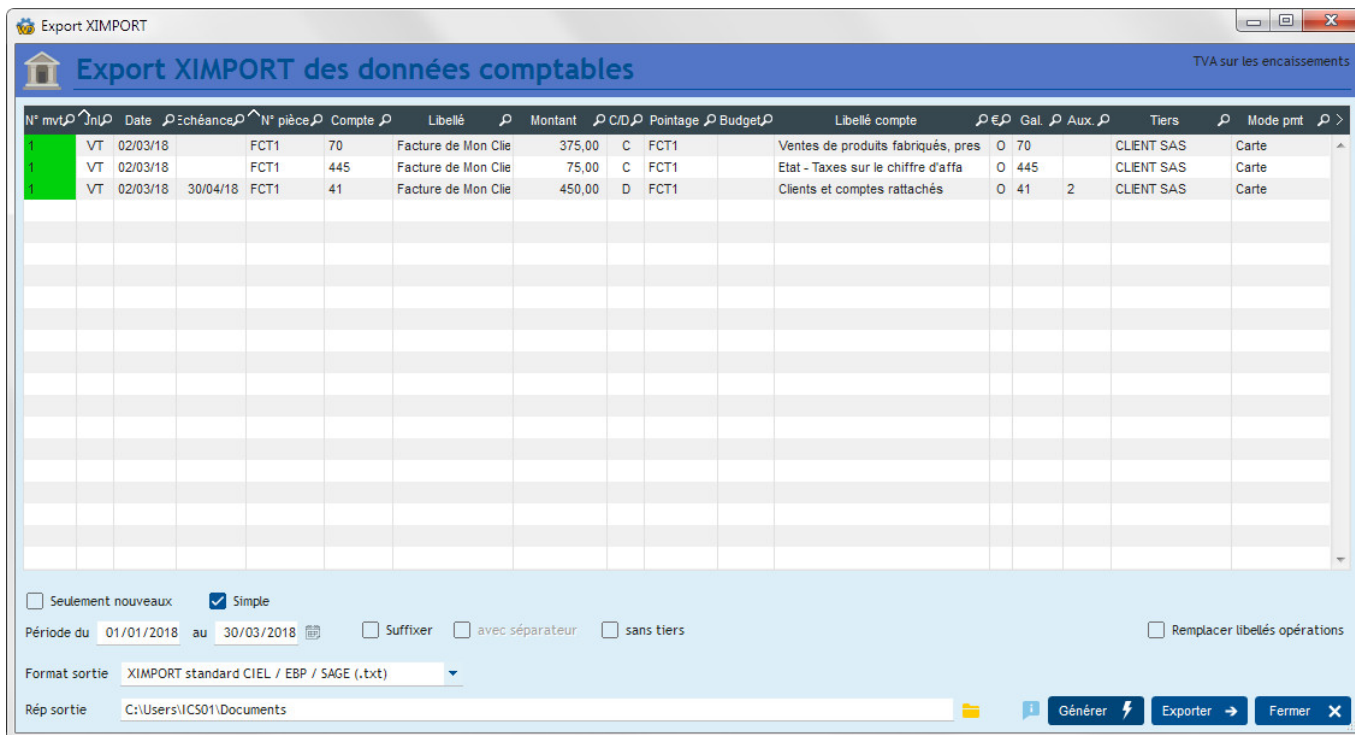 Export XIMPORT
Export XIMPORT des données comptables
TVA sur les encaissements
N° mvt Jnl Date Echéance N° pièce Compte Libellé Montant C/D Pointage Budget Libellé compte € Gal. Aux. Tiers Mode pmt
1 VT 02/03/18 FCT1 70 Facture de Mon Clie 375,00 C FCT1 Ventes de produits fabriqués, pres O 70 CLIENT SAS Carte
1 VT 02/03/18 FCT1 445 Facture de Mon Clie 75,00 C FCT1 Etat - Taxes sur le chiffre d'affa O 445 CLIENT SAS Carte
1 VT 02/03/18 30/04/18 FCT1 41 Facture de Mon Clie 450,00 D FCT1 Clients et comptes rattachés O 41 2 CLIENT SAS Carte
Seulement nouveaux Simple
Période du 01/01/2018 au 30/03/2018 Suffixer avec séparateur sans tiers Remplacer libellés opérations
Format sortie XIMPORT standard CIEL / EBP / SAGE (.txt)
Rép sortie C:\Users\ICS01\Documents Générer Exporter Fermer